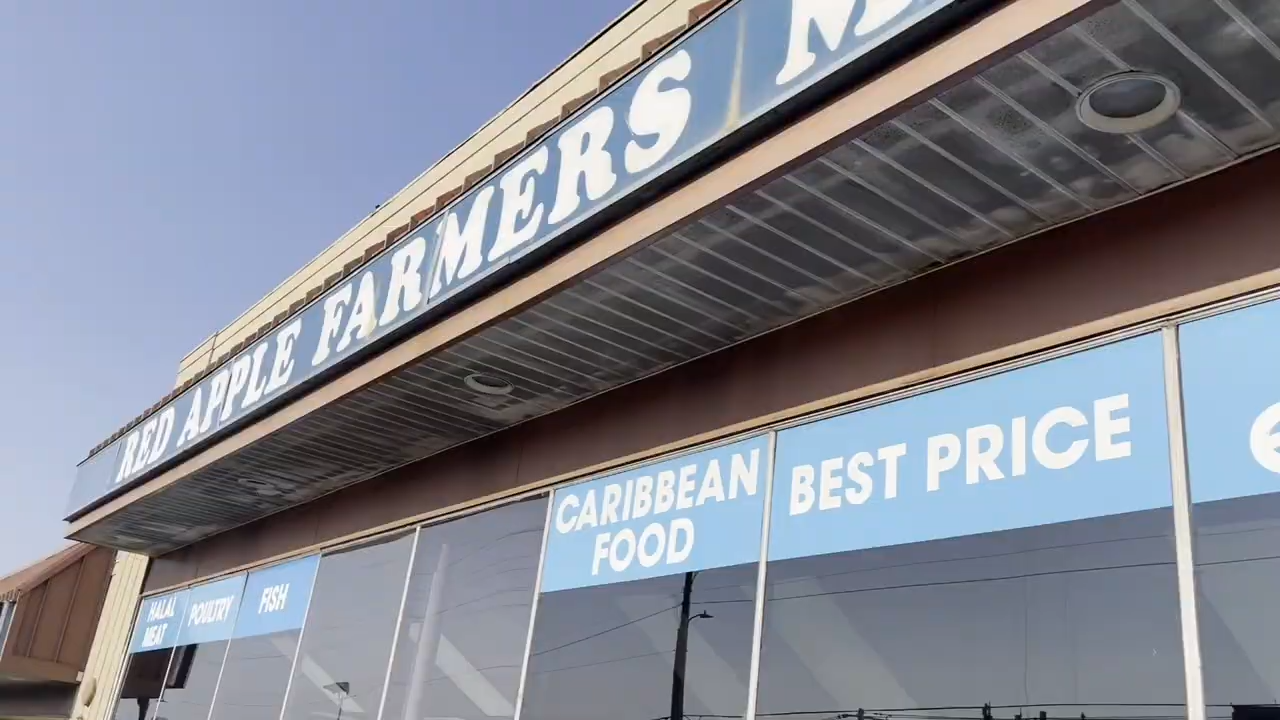 RED APPLE FARMERS
HALAL
MEAT
POULTRY
FISH
CARIBBEAN
FOOD
BEST PRICE